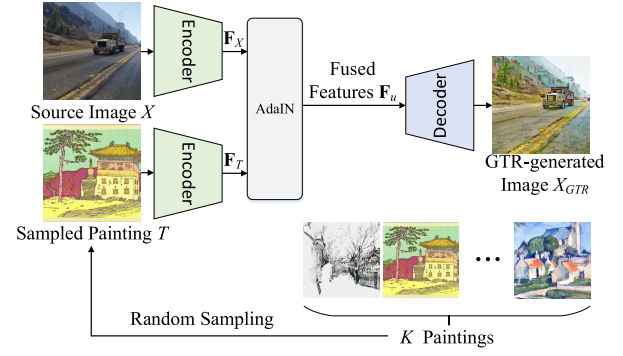 Encoder
F_X
Source Image X
AdaIN
Fused
Features F_u
Decoder
GTR-generated
Image X_GTR
Encoder
F_T
Sampled Painting T
Random Sampling
K Paintings